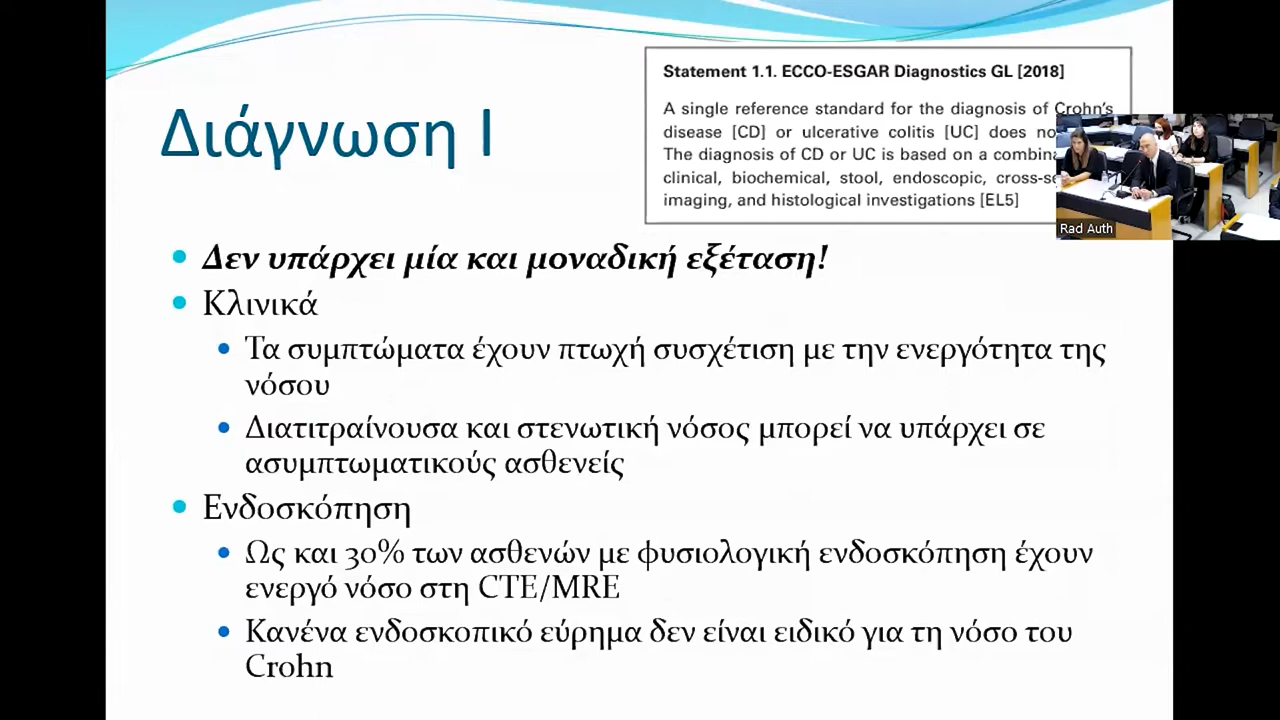 Statement 1.1. ECCO-ESGAR Diagnostics GL [2018]
A single reference standard for the diagnosis of Crohn's
disease [CD] or ulcerative colitis [UC] does
The diagnosis of CD or UC is based on a
clinical, biochemical, stool, endoscopic,
imaging, and histological investigations [EL5]
Διάγνωση Ι
Rad Auth
• Δεν υπάρχει μία και μοναδική εξέταση!
• Κλινικά
• Τα συμπτώματα έχουν πτωχή συσχέτιση με την ενεργότητα της
νόσου
• Διατιτραίνουσα και στενωτική νόσος μπορεί να υπάρχει σε
ασυμπτωματικούς ασθενείς
• Ενδοσκόπηση
• Ως και 30% των ασθενών με φυσιολογική ενδοσκόπηση έχουν
ενεργό νόσο στη CTE/MRE
• Κανένα ενδοσκοπικό εύρημα δεν είναι ειδικό για τη νόσο του
Crohn